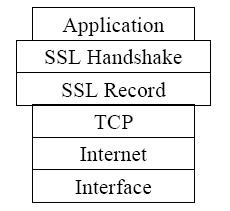 Application
SSL Handshake
SSL Record
TCP
Internet
Interface